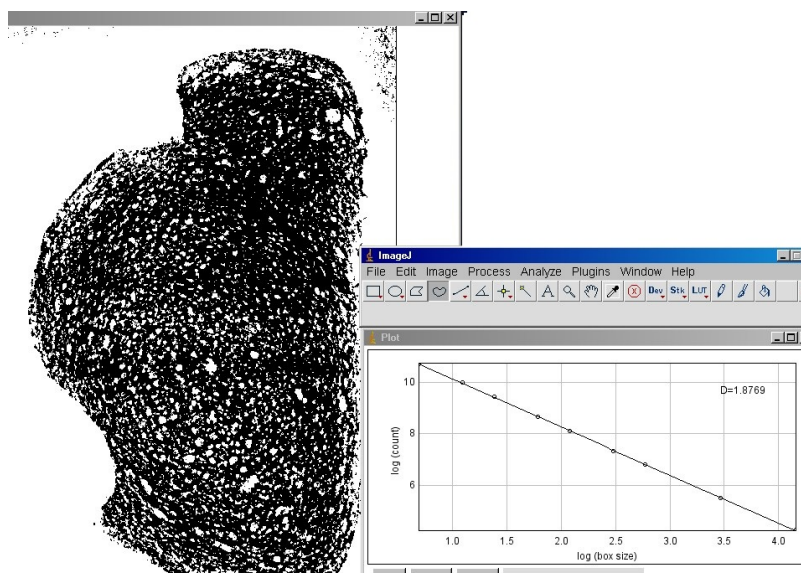 ImageJ
File Edit Image Process Analyze Plugins Window Help
A Dev Stk LUT
Plot
D=1.8769
10
8
6
log (count)
1.0 1.5 2.0 2.5 3.0 3.5 4.0
log (box size)